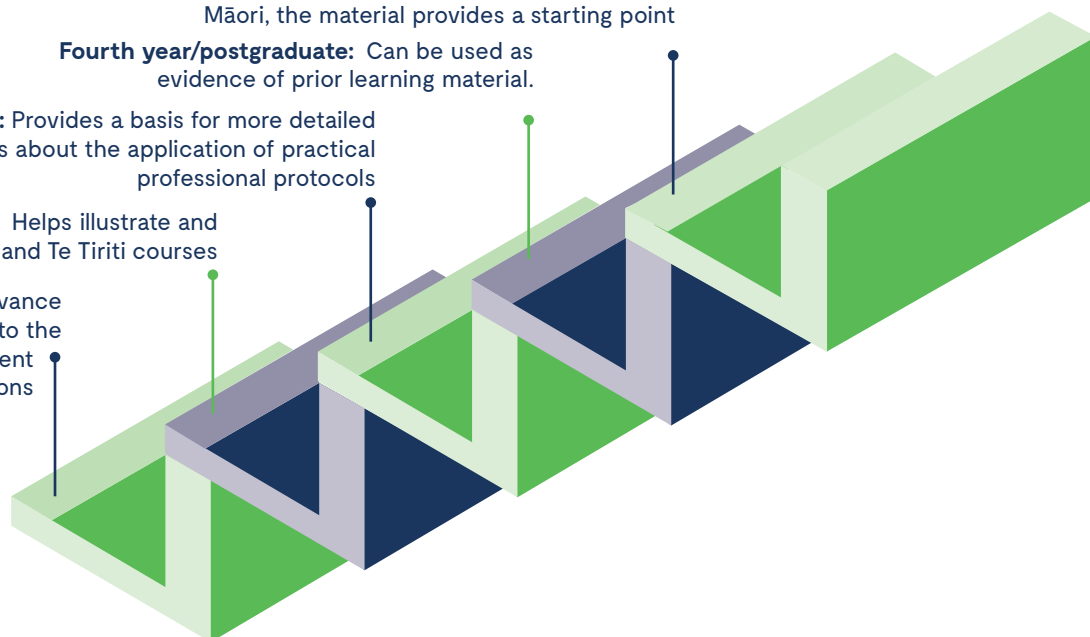 Māori, the material provides a starting point
Fourth year/postgraduate: Can be used as
evidence of prior learning material.
: Provides a basis for more detailed
s about the application of practical
professional protocols
Helps illustrate and
and Te Tiriti courses
vance
to the
ent
ons